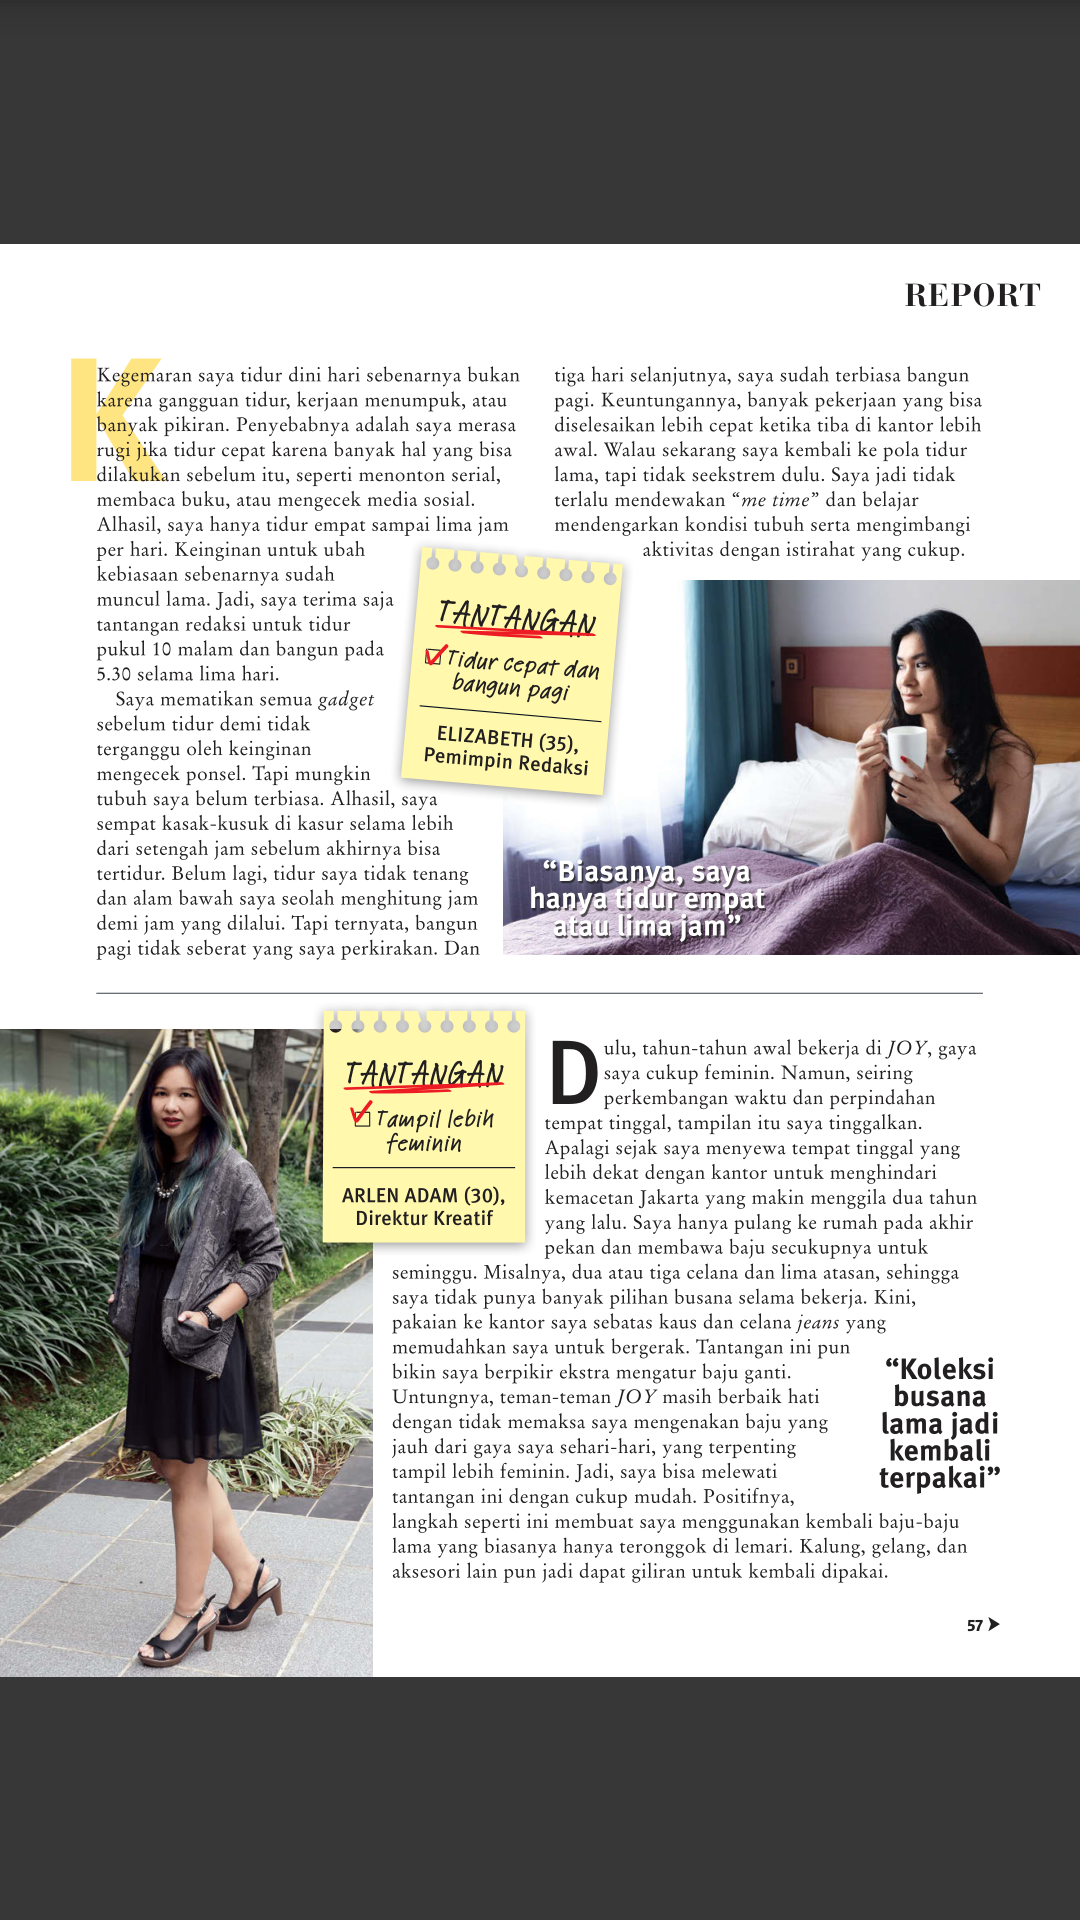 REPORT
Kegemaran saya tidur dini hari sebenarnya bukan
karena gangguan tidur, kerjaan menumpuk, atau
banyak pikiran. Penyebabnya adalah saya merasa
rugi jika tidur cepat karena banyak hal yang bisa
dilakukan sebelum itu, seperti menonton serial,
membaca buku, atau mengecek media sosial.
Alhasil, saya hanya tidur empat sampai lima jam
per hari. Keinginan untuk ubah
kebiasaan sebenarnya sudah
muncul lama. Jadi, saya terima saja
tantangan redaksi untuk tidur
pukul 10 malam dan bangun pada
5.30 selama lima hari.
Saya mematikan semua gadget
sebelum tidur demi tidak
terganggu oleh keinginan
mengecek ponsel. Tapi mungkin
tubuh saya belum terbiasa. Alhasil, saya
sempat kasak-kusuk di kasur selama lebih
dari setengah jam sebelum akhirnya bisa
tertidur. Belum lagi, tidur saya tidak tenang
dan alam bawah saya seolah menghitung jam
demi jam yang dilalui. Tapi ternyata, bangun
pagi tidak seberat yang saya perkirakan. Dan
tiga hari selanjutnya, saya sudah terbiasa bangun
pagi. Keuntungannya, banyak pekerjaan yang bisa
diselesaikan lebih cepat ketika tiba di kantor lebih
awal. Walau sekarang saya kembali ke pola tidur
lama, tapi tidak seekstrem dulu. Saya jadi tidak
terlalu mendewakan “me time” dan belajar
mendengarkan kondisi tubuh serta mengimbangi
aktivitas dengan istirahat yang cukup.
TANTANGAN
Tidur cepat dan
bangun pagi
ELIZABETH (35),
Pemimpin Redaksi
“Biasanya, saya
hanya tidur empat
atau lima jam”
TANTANGAN
Tampil lebih
feminin
ARLEN ADAM (30),
Direktur Kreatif
Dulu, tahun-tahun awal bekerja di JOY, gaya
saya cukup feminin. Namun, seiring
perkembangan waktu dan perpindahan
tempat tinggal, tampilan itu saya tinggalkan.
Apalagi sejak saya menyewa tempat tinggal yang
lebih dekat dengan kantor untuk menghindari
kemacetan Jakarta yang makin menggila dua tahun
yang lalu. Saya hanya pulang ke rumah pada akhir
pekan dan membawa baju secukupnya untuk
seminggu. Misalnya, dua atau tiga celana dan lima atasan, sehingga
saya tidak punya banyak pilihan busana selama bekerja. Kini,
pakaian ke kantor saya sebatas kaus dan celana jeans yang
memudahkan saya untuk bergerak. Tantangan ini pun
bikin saya berpikir ekstra mengatur baju ganti.
Untungnya, teman-teman JOY masih berbaik hati
dengan tidak memaksa saya mengenakan baju yang
jauh dari gaya saya sehari-hari, yang terpenting
tampil lebih feminin. Jadi, saya bisa melewati
tantangan ini dengan cukup mudah. Positifnya,
langkah seperti ini membuat saya menggunakan kembali baju-baju
lama yang biasanya hanya teronggok di lemari. Kalung, gelang, dan
aksesori lain pun jadi dapat giliran untuk kembali dipakai.
“Koleksi
busana
lama jadi
kembali
terpakai”
57